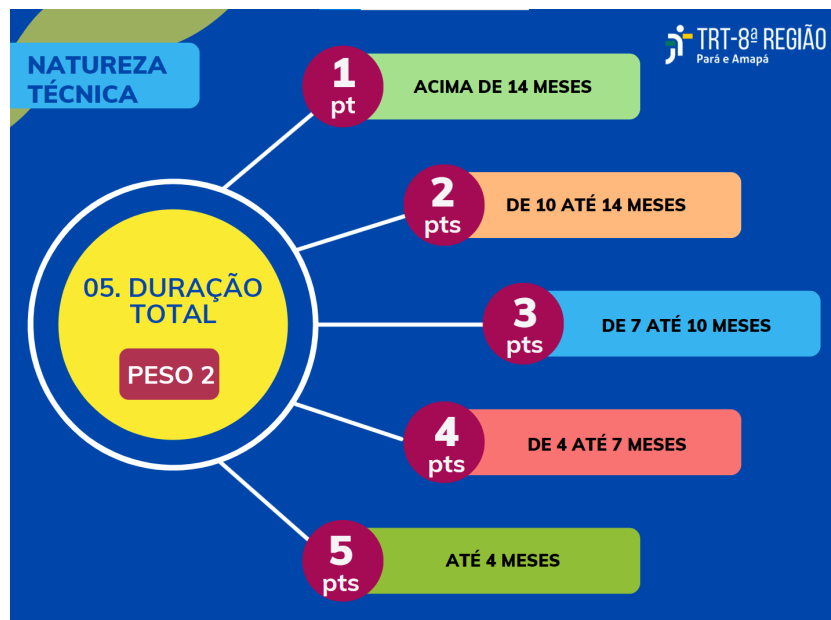 NATUREZA
TÉCNICA
TRT-8ª REGIÃO
Pará e Amapá
05. DURAÇÃO
TOTAL
PESO 2
1
pt
ACIMA DE 14 MESES
2
pts
DE 10 ATÉ 14 MESES
3
pts
DE 7 ATÉ 10 MESES
4
pts
DE 4 ATÉ 7 MESES
5
pts
ATÉ 4 MESES